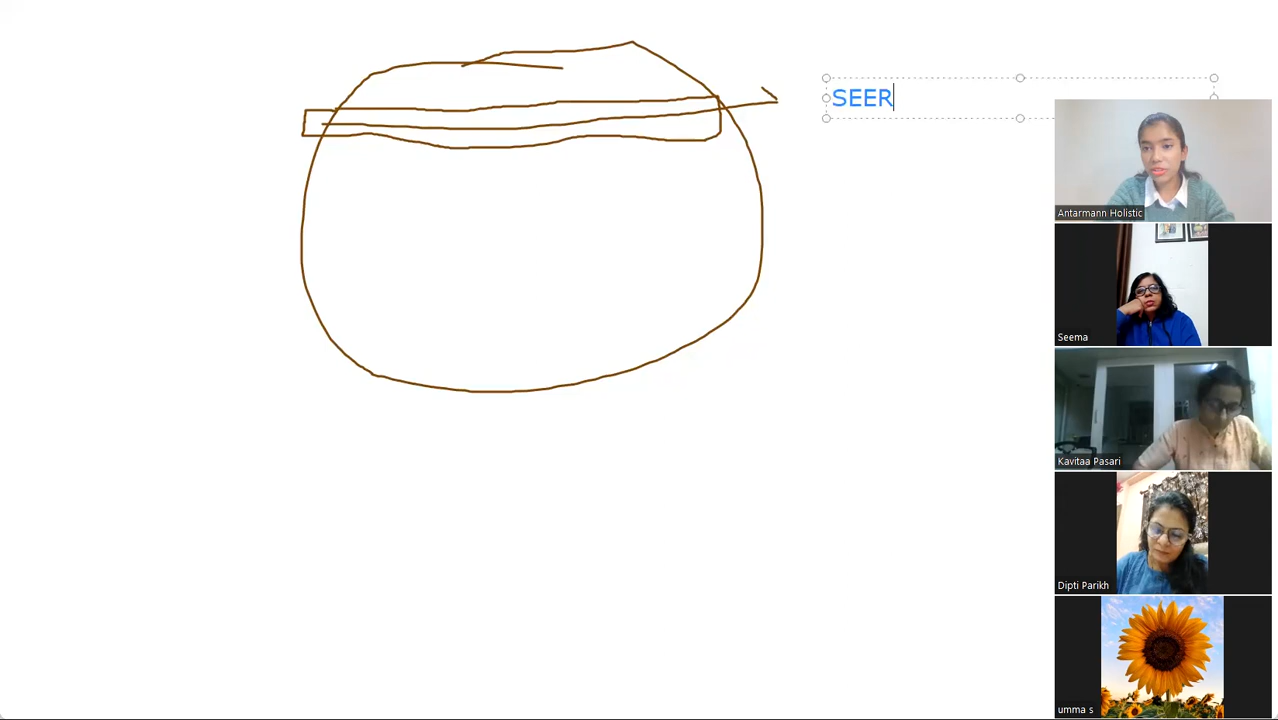 SEER
Antarmann Holistic
Seema
Kavitaa Pasari
Dipti Parikh
umma s